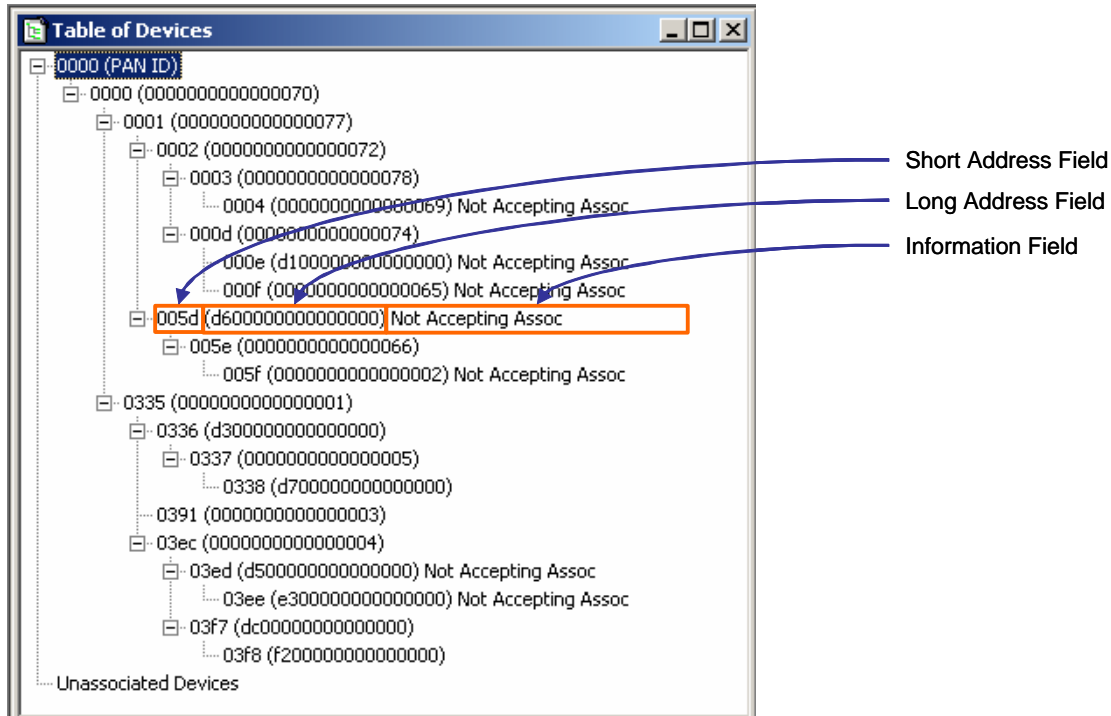 Table of Devices
0000 (PAN ID)
0000 (0000000000000070)
0001 (0000000000000077)
0002 (0000000000000072)
0003 (0000000000000078)
0004 (0000000000000069) Not Accepting Assoc
000d (0000000000000074)
000e (d100000000000000) Not Accepting Assoc
000f (0000000000000065) Not Accepting Assoc
005d (d600000000000000) Not Accepting Assoc
005e (0000000000000066)
005f (0000000000000002) Not Accepting Assoc
0335 (0000000000000001)
0336 (d300000000000000)
0337 (0000000000000005)
0338 (d700000000000000)
0391 (0000000000000003)
03ec (0000000000000004)
03ed (d500000000000000) Not Accepting Assoc
03ee (e300000000000000) Not Accepting Assoc
03f7 (dc00000000000000)
03f8 (f200000000000000)
Unassociated Devices
Short Address Field
Long Address Field
Information Field